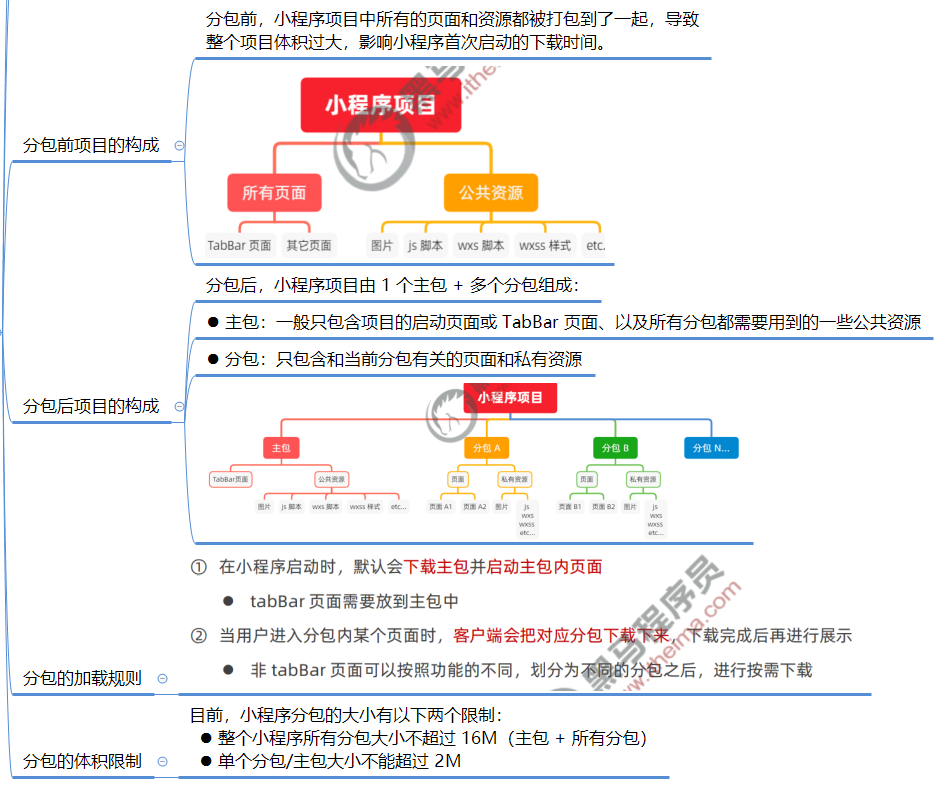 分包前，小程序项目中所有的页面和资源都被打包到了一起，导致
整个项目体积过大，影响小程序首次启动的下载时间。
分包前项目的构成
小程序项目
所有页面
公共资源
TabBar 页面
其它页面
图片
js 脚本
wxs 脚本
wxss 样式
etc.
分包后，小程序项目由 1 个主包 + 多个分包组成：
● 主包：一般只包含项目的启动页面或 TabBar 页面、以及所有分包都需要用到的一些公共资源
● 分包：只包含和当前分包有关的页面和私有资源
分包后项目的构成
小程序项目
主包
分包 A
分包 B
分包 N...
TabBar页面
公共资源
页面
私有资源
页面
私有资源
图片
js 脚本
wxs 脚本
wxss 样式
etc...
页面 A1
页面 A2
图片
js
wxs
wxss
etc...
页面 B1
页面 B2
图片
js
wxs
wxss
etc...
① 在小程序启动时，默认会下载主包并启动主包内页面
● tabBar 页面需要放到主包中
② 当用户进入分包内某个页面时，客户端会把对应分包下载下来，下载完成后再进行展示
● 非 tabBar 页面可以按照功能的不同，划分为不同的分包之后，进行按需下载
黑马程序员
www.itheima.com
分包的加载规则
目前，小程序分包的大小有以下两个限制：
● 整个小程序所有分包大小不超过 16M（主包 + 所有分包）
● 单个分包/主包大小不能超过 2M
分包的体积限制